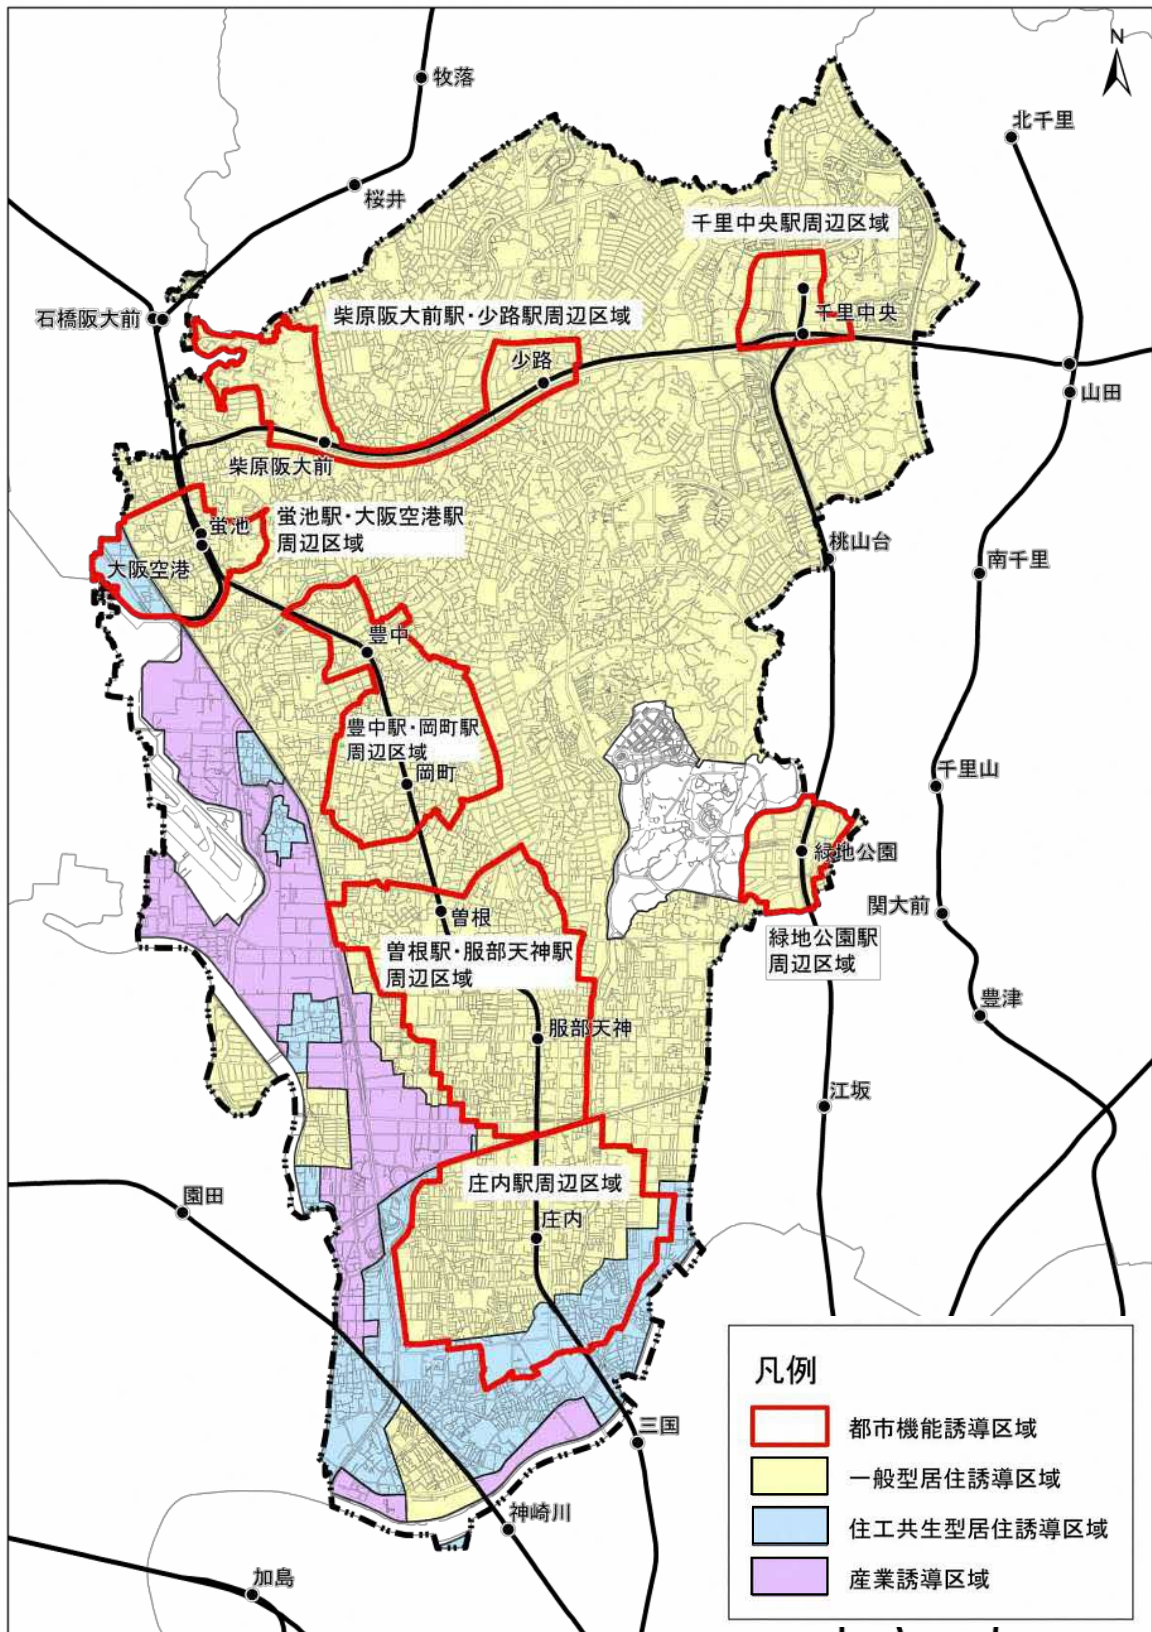 N
牧落
北千里
桜井
千里中央駅周辺区域
石橋阪大前
柴原阪大前駅・少路駅周辺区域
千里中央
少路
山田
柴原阪大前
蛍池駅・大阪空港駅
周辺区域
蛍池
大阪空港
桃山台
南千里
豊中
豊中駅・岡町駅
周辺区域
岡町
千里山
緑地公園
関大前
曽根
緑地公園駅
周辺区域
曽根駅・服部天神駅
周辺区域
豊津
服部天神
江坂
庄内駅周辺区域
園田
庄内
三国
神崎川
加島
凡例
都市機能誘導区域
一般型居住誘導区域
住工共生型居住誘導区域
産業誘導区域